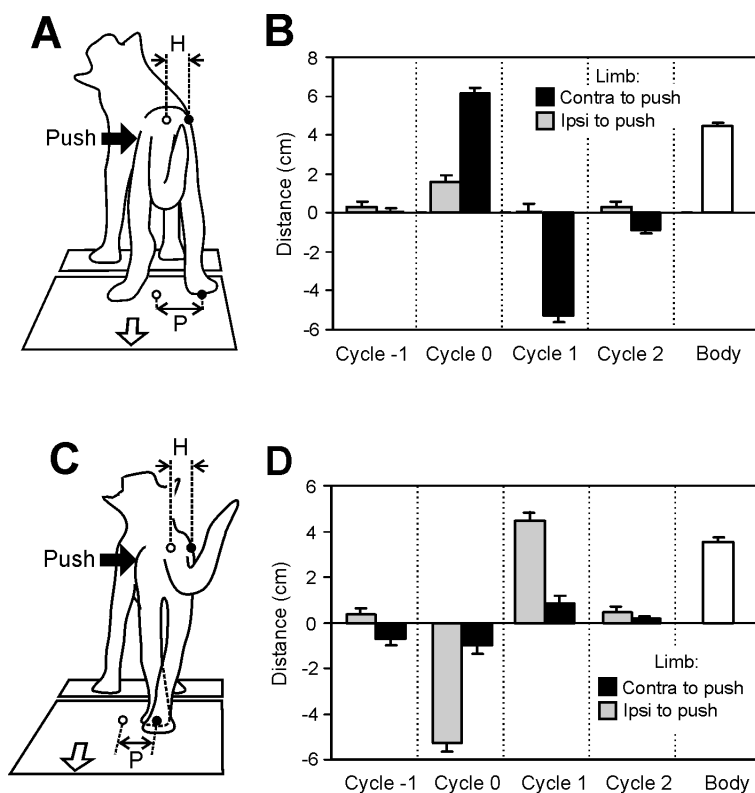 A
H
Push
P
B
8
6
4
2
0
-2
-4
-6
Distance (cm)
Limb:
Contra to push
Ipsi to push
Cycle -1 Cycle 0 Cycle 1 Cycle 2 Body
C
H
Push
P
D
6
4
2
0
-2
-4
-6
Distance (cm)
Limb:
Contra to push
Ipsi to push
Cycle -1 Cycle 0 Cycle 1 Cycle 2 Body